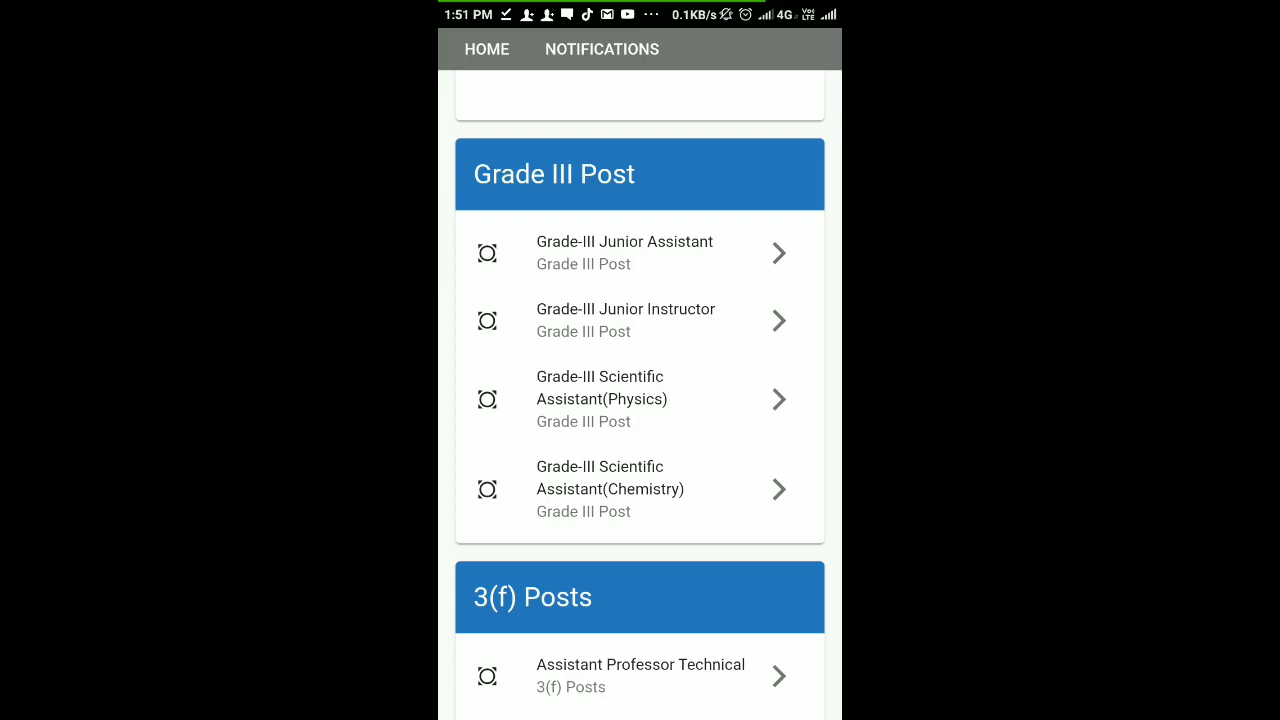 1:51 PM ... 0.1KB/s 4G VoLTE
HOME NOTIFICATIONS
Grade III Post
Grade-III Junior Assistant
Grade III Post
Grade-III Junior Instructor
Grade III Post
Grade-III Scientific
Assistant(Physics)
Grade III Post
Grade-III Scientific
Assistant(Chemistry)
Grade III Post
3(f) Posts
Assistant Professor Technical
3(f) Posts